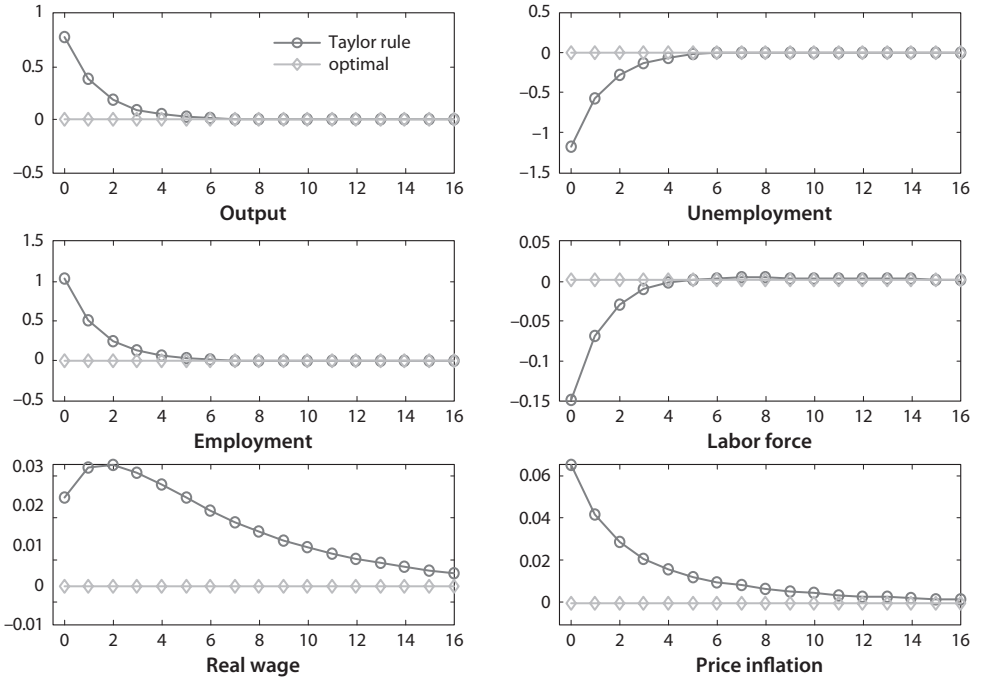 1
0.5
0
−0.5
Taylor rule
optimal
0 2 4 6 8 10 12 14 16
Output
0.5
0
−0.5
−1
−1.5
0 2 4 6 8 10 12 14 16
Unemployment
1.5
1
0.5
0
−0.5
0 2 4 6 8 10 12 14 16
Employment
0.05
0
−0.05
−0.1
−0.15
0 2 4 6 8 10 12 14 16
Labor force
0.03
0.02
0.01
0
−0.01
0 2 4 6 8 10 12 14 16
Real wage
0.06
0.04
0.02
0
0 2 4 6 8 10 12 14 16
Price inflation